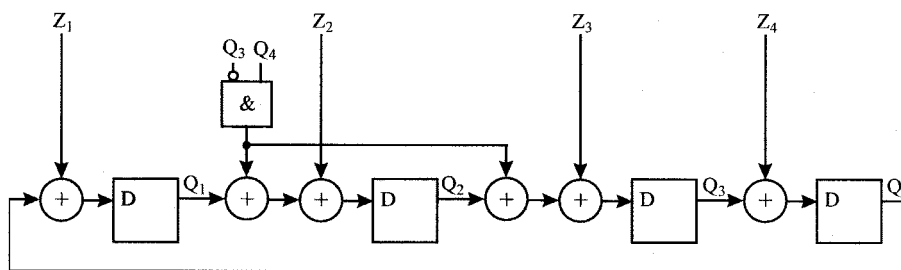 Z1 Z2 Z3 Z4
Q3 Q4
&
+ D Q1 + + D Q2 + + D Q3 + D Q